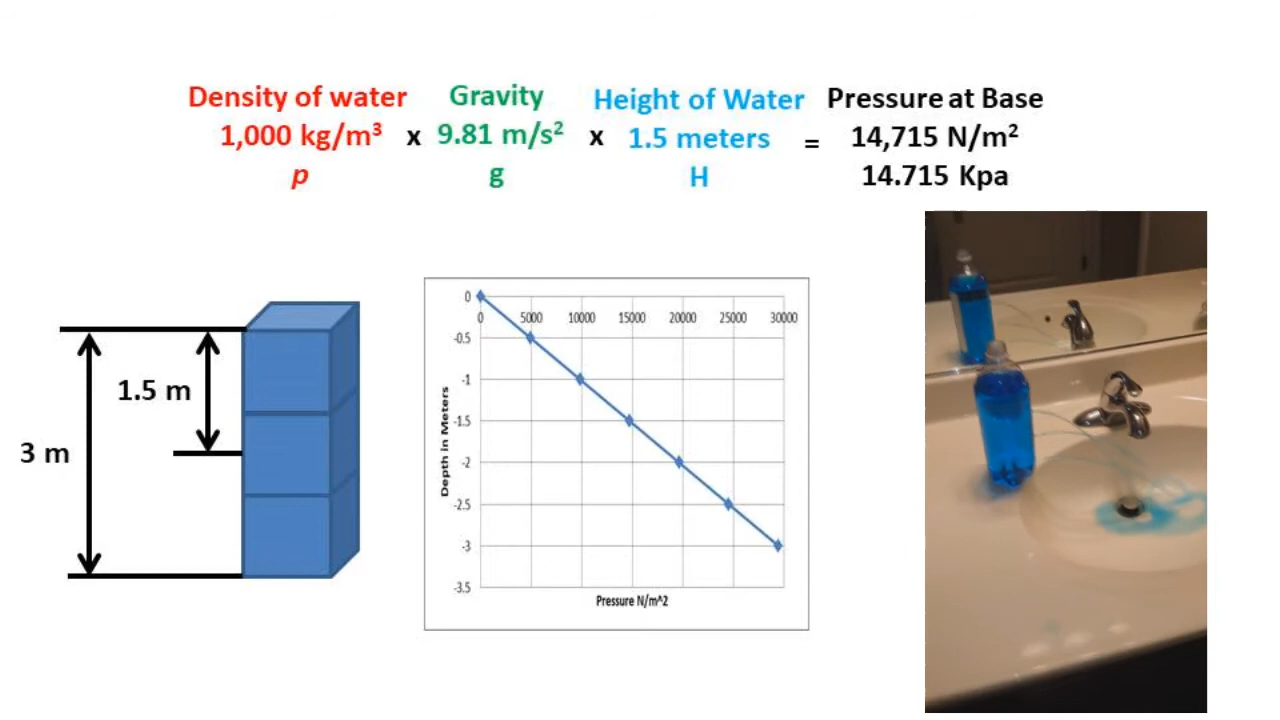 Density of water Gravity Height of Water Pressure at Base
1,000 kg/m³ x 9.81 m/s² x 1.5 meters = 14,715 N/m²
p g H 14.715 Kpa
1.5 m
3 m
0
0 5000 10000 15000 20000 25000 30000
-0.5
-1
-1.5
-2
-2.5
-3
-3.5
Depth in Meters
Pressure N/m^2